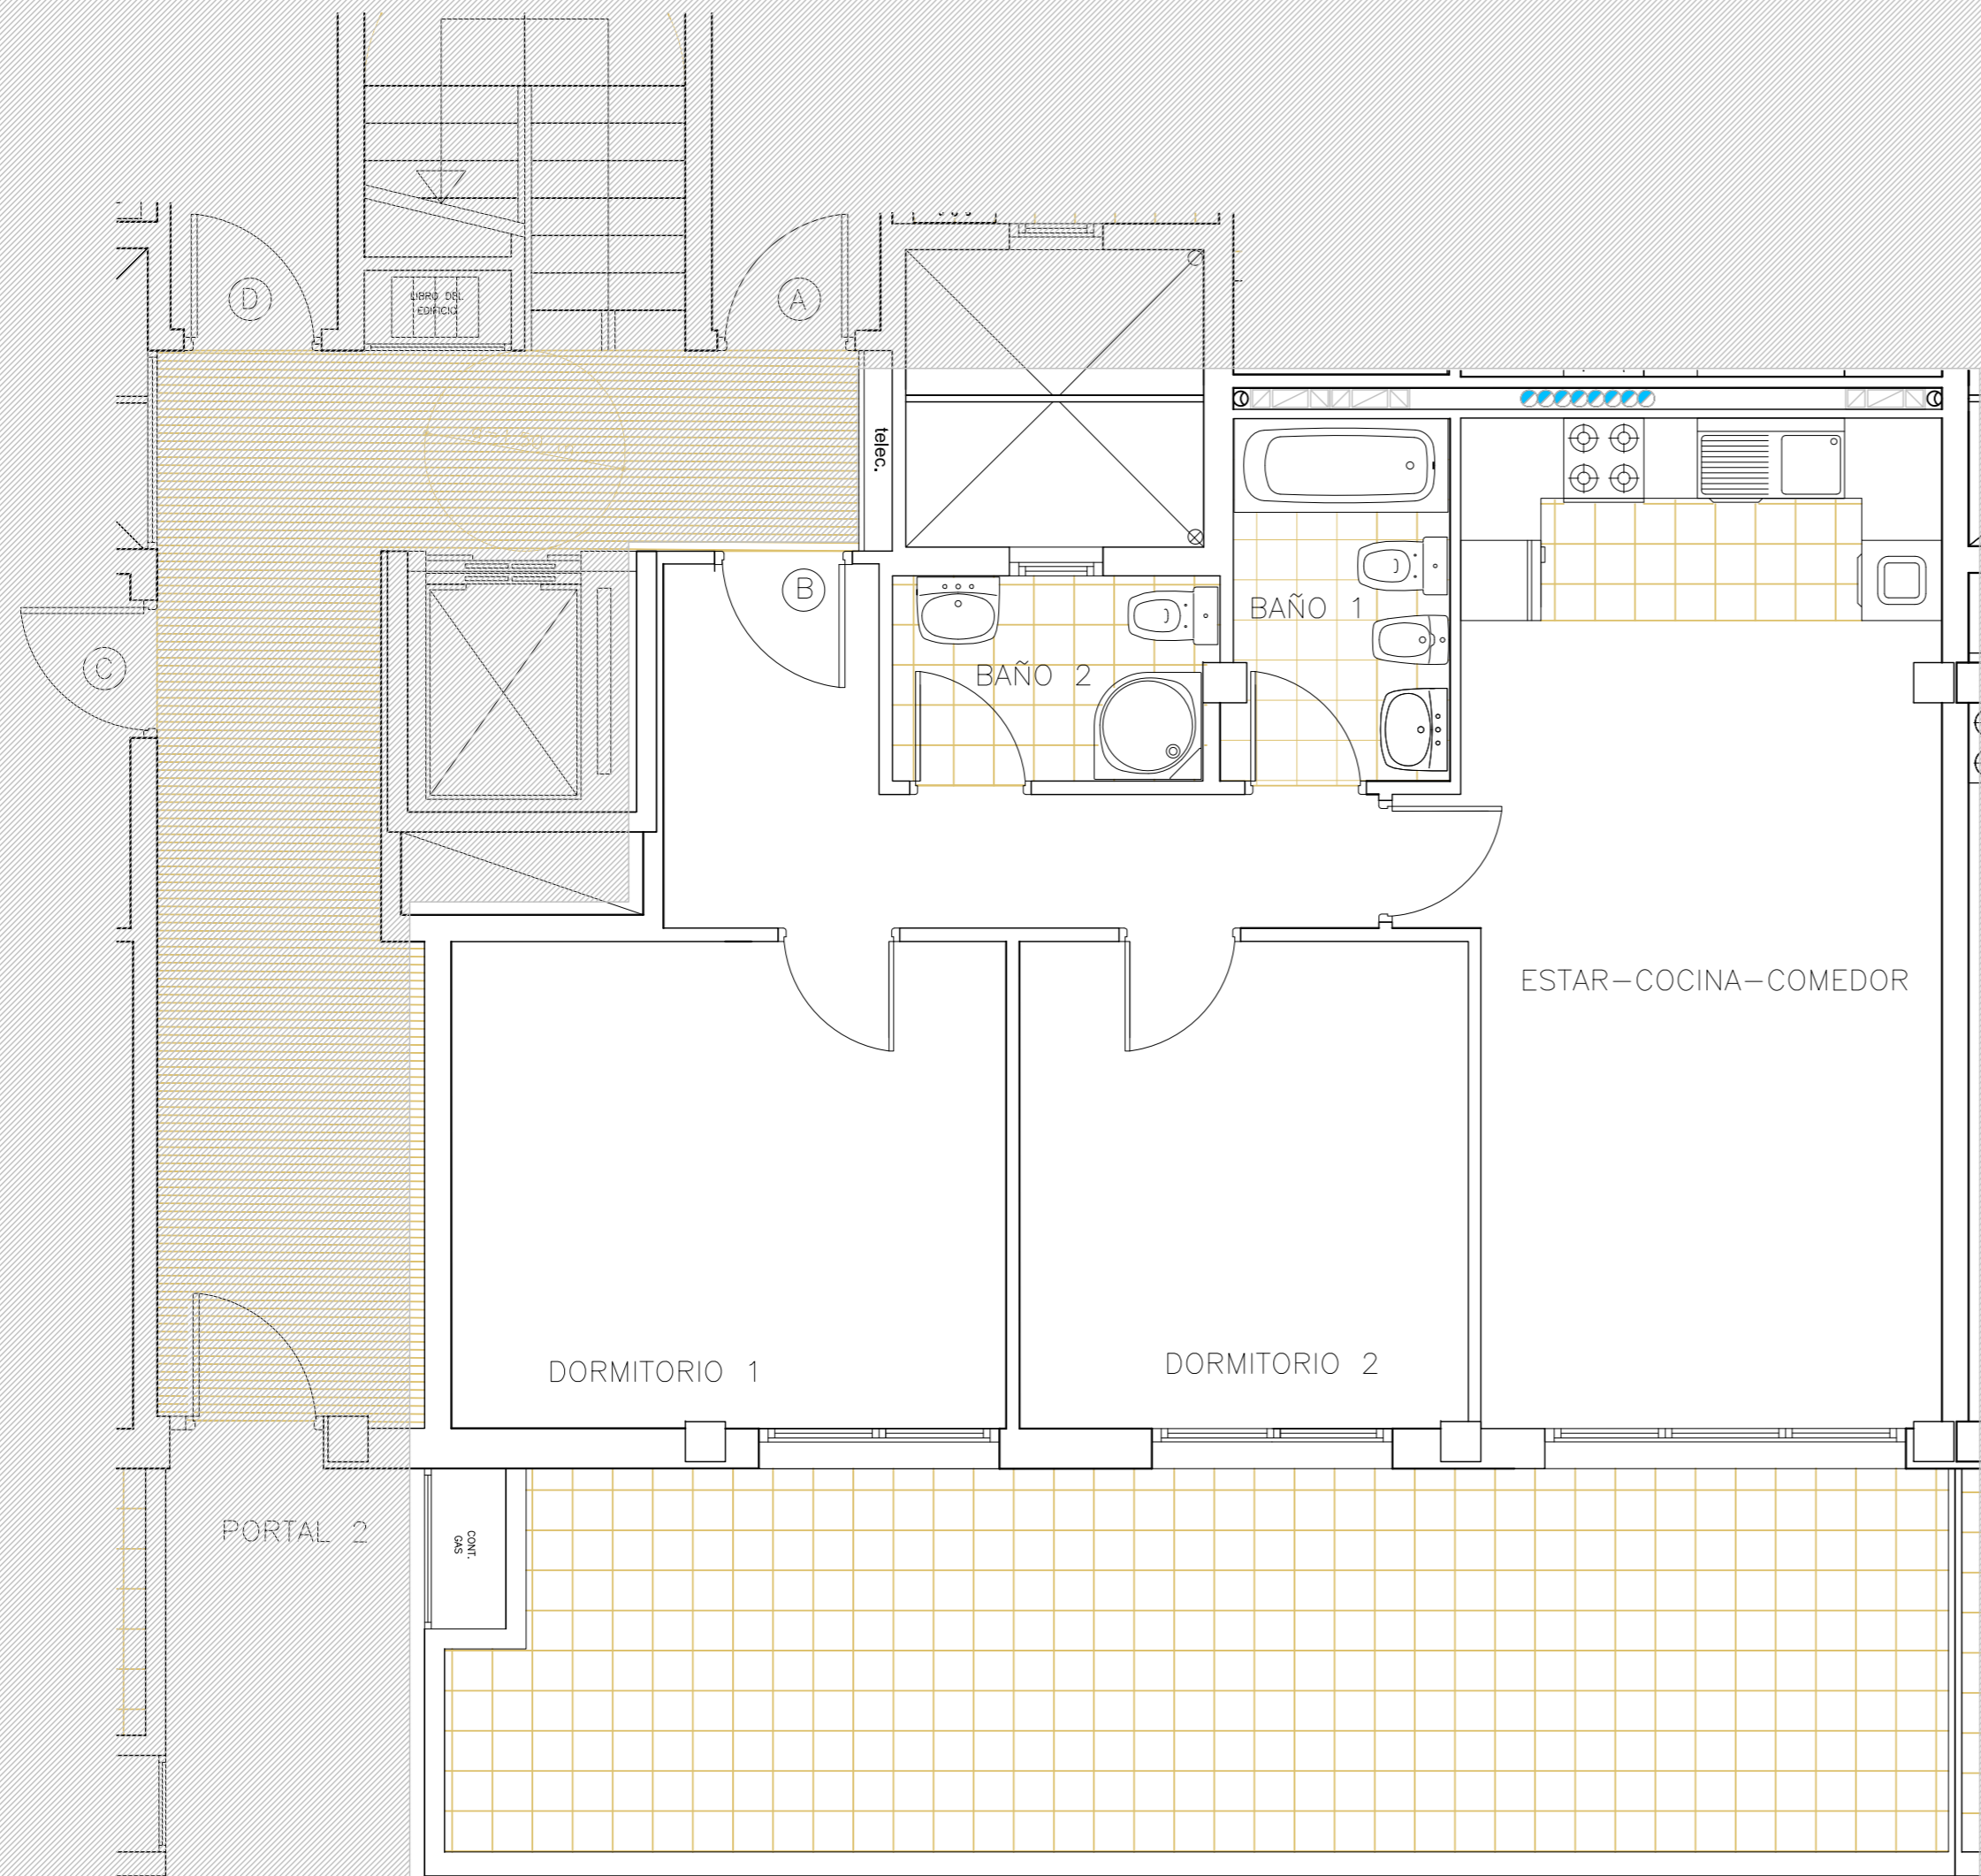 LIBRO DEL
EDIFICIO
D
A
telec.
B
C
BAÑO 1
BAÑO 2
ESTAR-COCINA-COMEDOR
DORMITORIO 1
DORMITORIO 2
PORTAL 2
CONT.
GAS